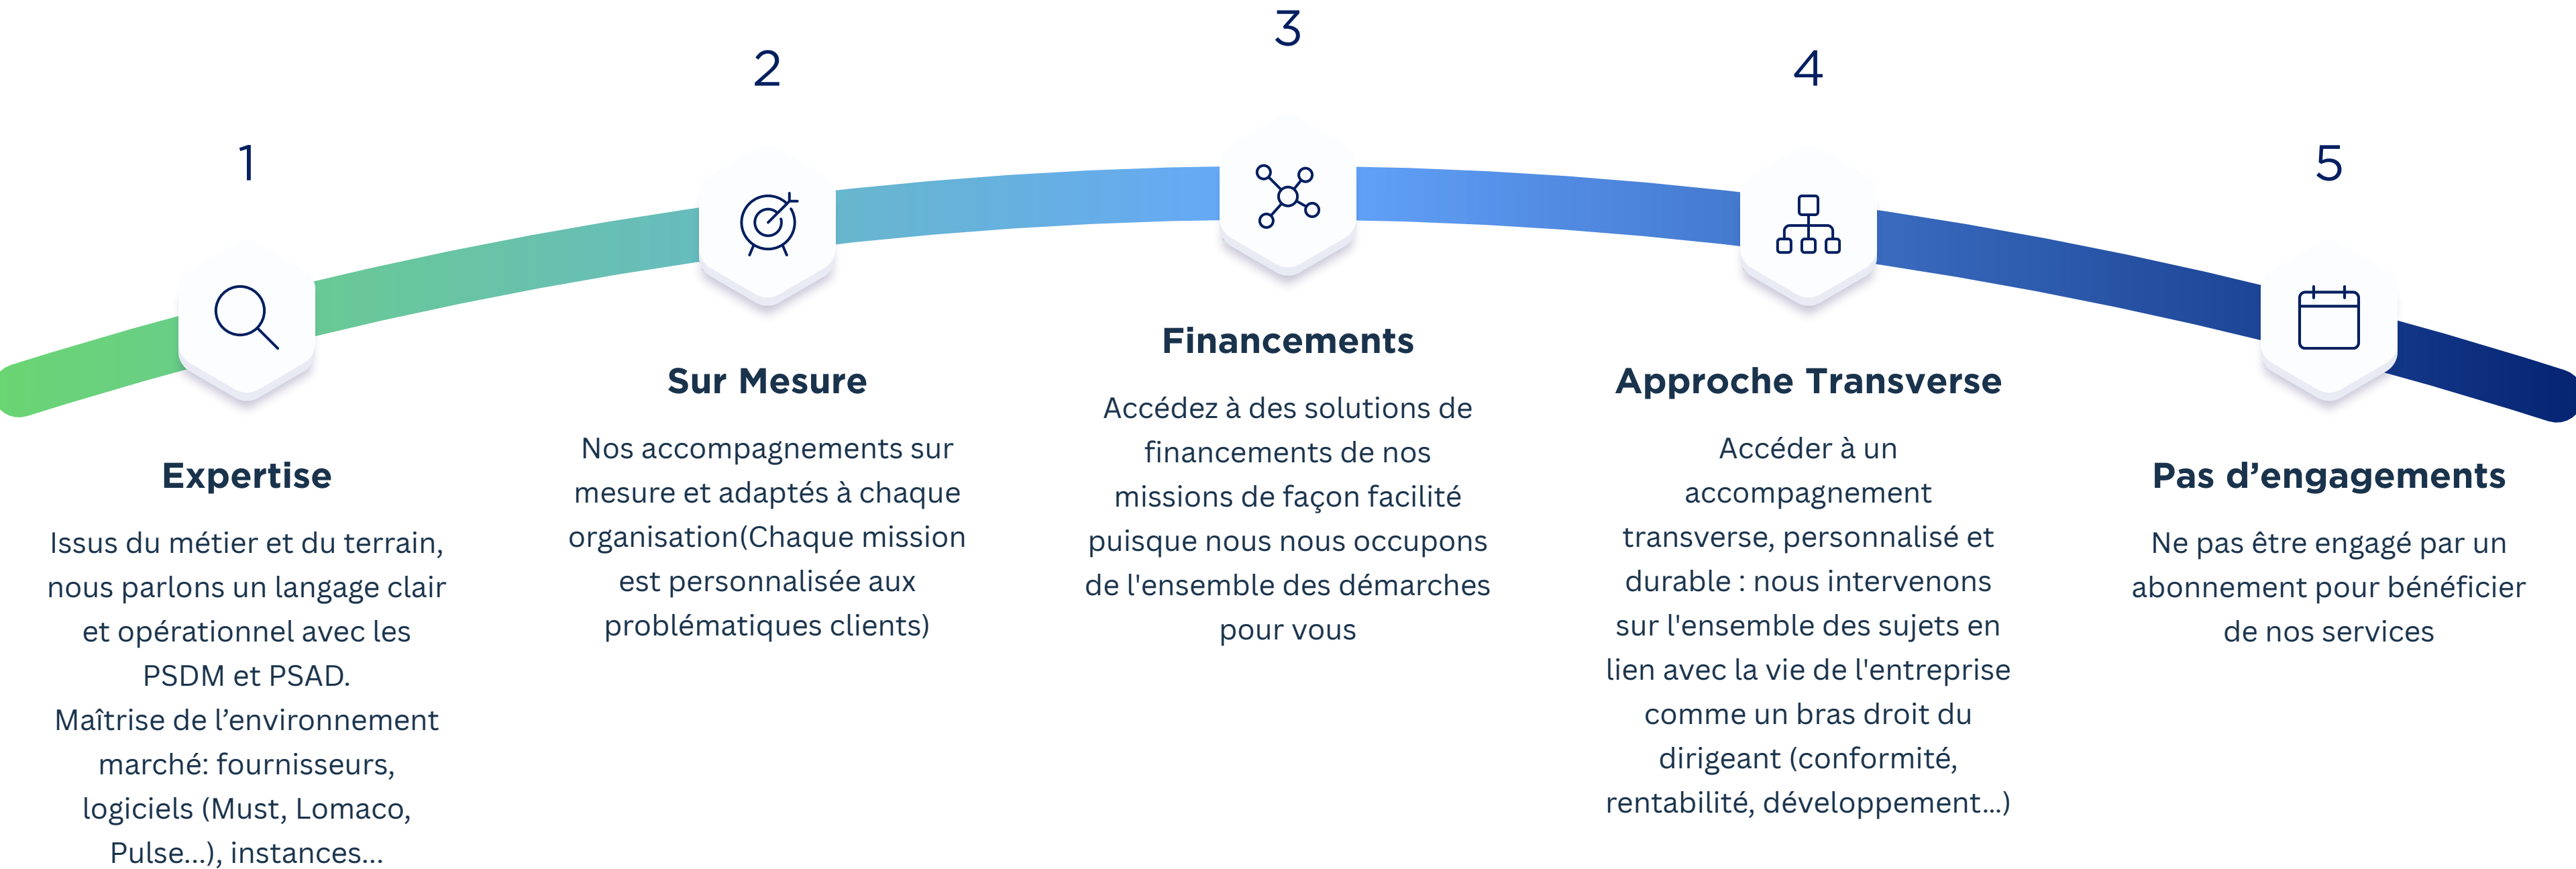 1
Expertise
Issus du métier et du terrain,
nous parlons un langage clair
et opérationnel avec les
PSDM et PSAD.
Maîtrise de l’environnement
marché: fournisseurs,
logiciels (Must, Lomaco,
Pulse...), instances...
2
Sur Mesure
Nos accompagnements sur
mesure et adaptés à chaque
organisation(Chaque mission
est personnalisée aux
problématiques clients)
3
Financements
Accédez à des solutions de
financements de nos
missions de façon facilité
puisque nous nous occupons
de l'ensemble des démarches
pour vous
4
Approche Transverse
Accéder à un
accompagnement
transverse, personnalisé et
durable : nous intervenons
sur l'ensemble des sujets en
lien avec la vie de l'entreprise
comme un bras droit du
dirigeant (conformité,
rentabilité, développement...)
5
Pas d’engagements
Ne pas être engagé par un
abonnement pour bénéficier
de nos services